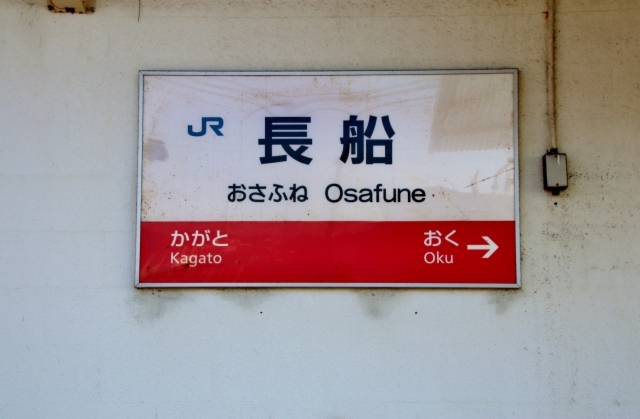 JR 長船
おさふね Osafune
かがと おく →
Kagato Oku